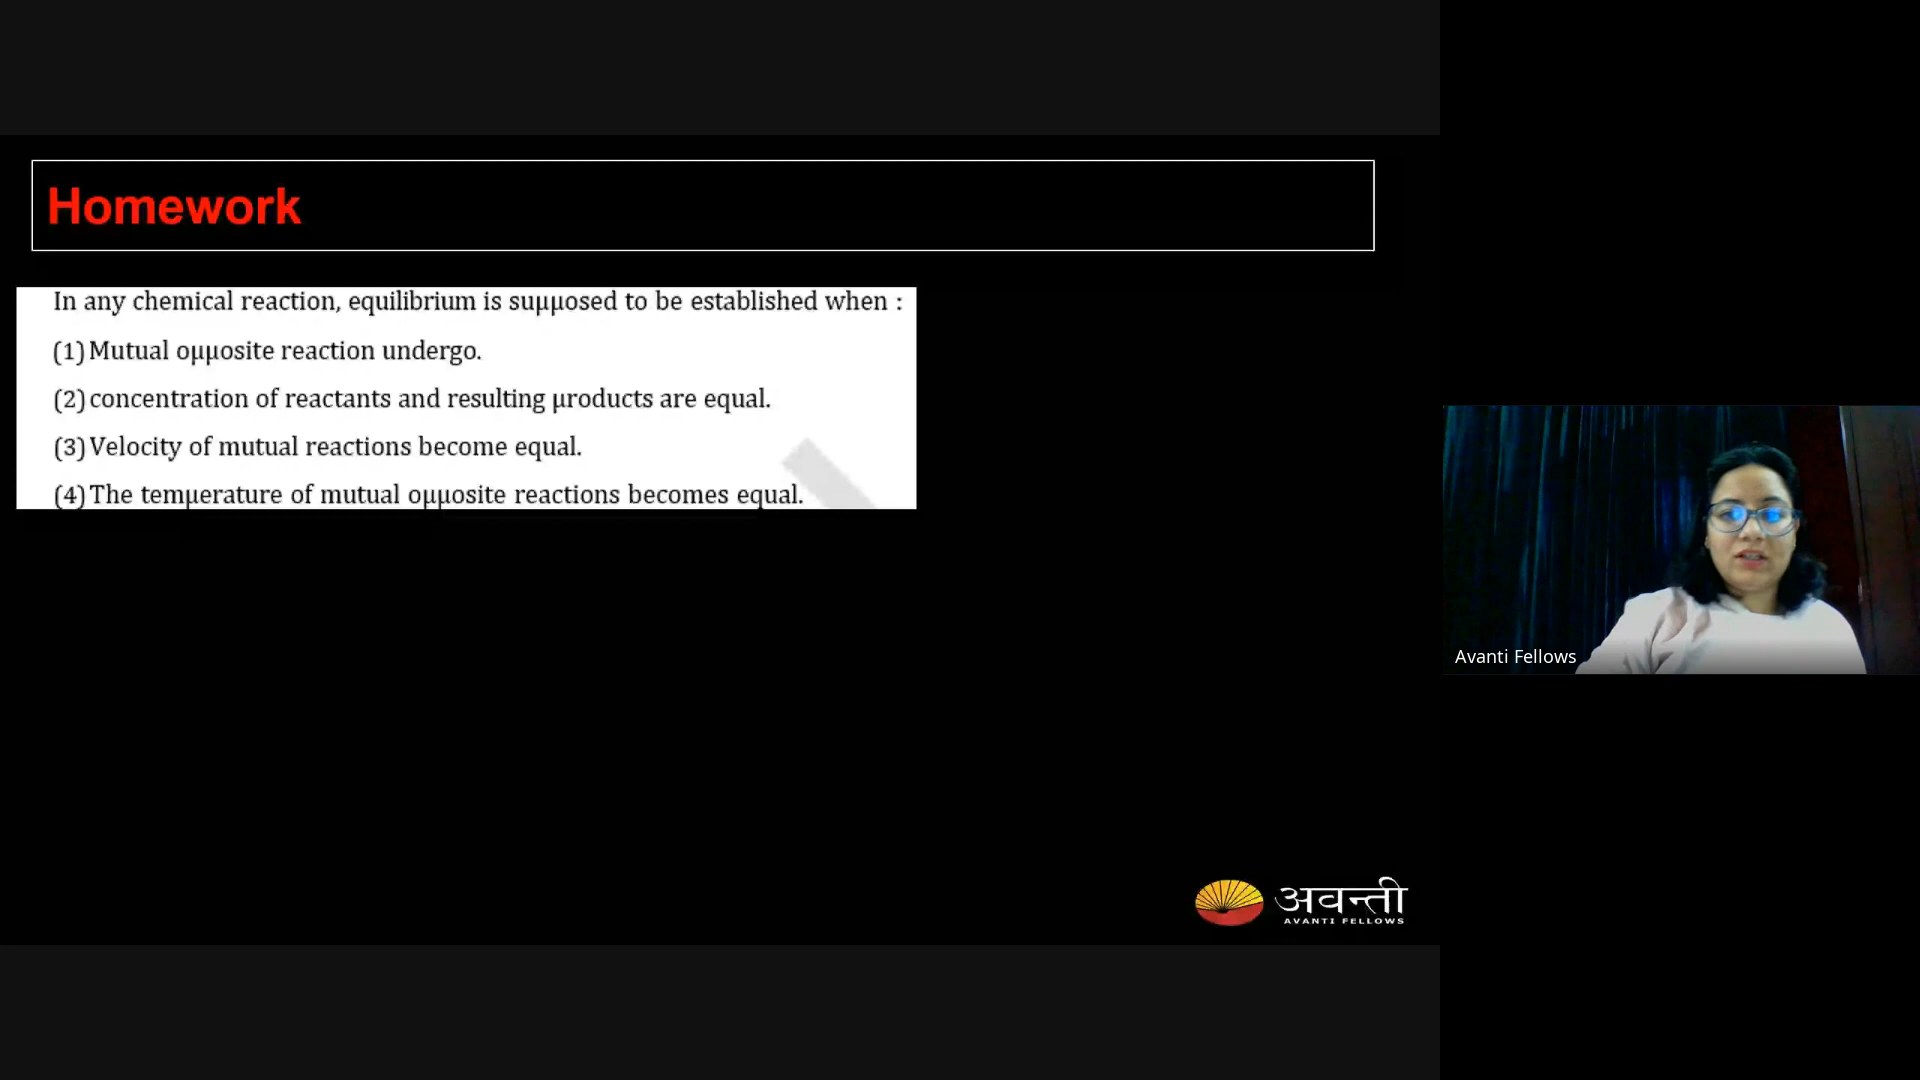 Homework
In any chemical reaction, equilibrium is suμμosed to be established when :
(1) Mutual oμμosite reaction undergo.
(2) concentration of reactants and resulting μroducts are equal.
(3) Velocity of mutual reactions become equal.
(4) The temμerature of mutual oμμosite reactions becomes equal.
Avanti Fellows
अवन्ती
AVANTI FELLOWS